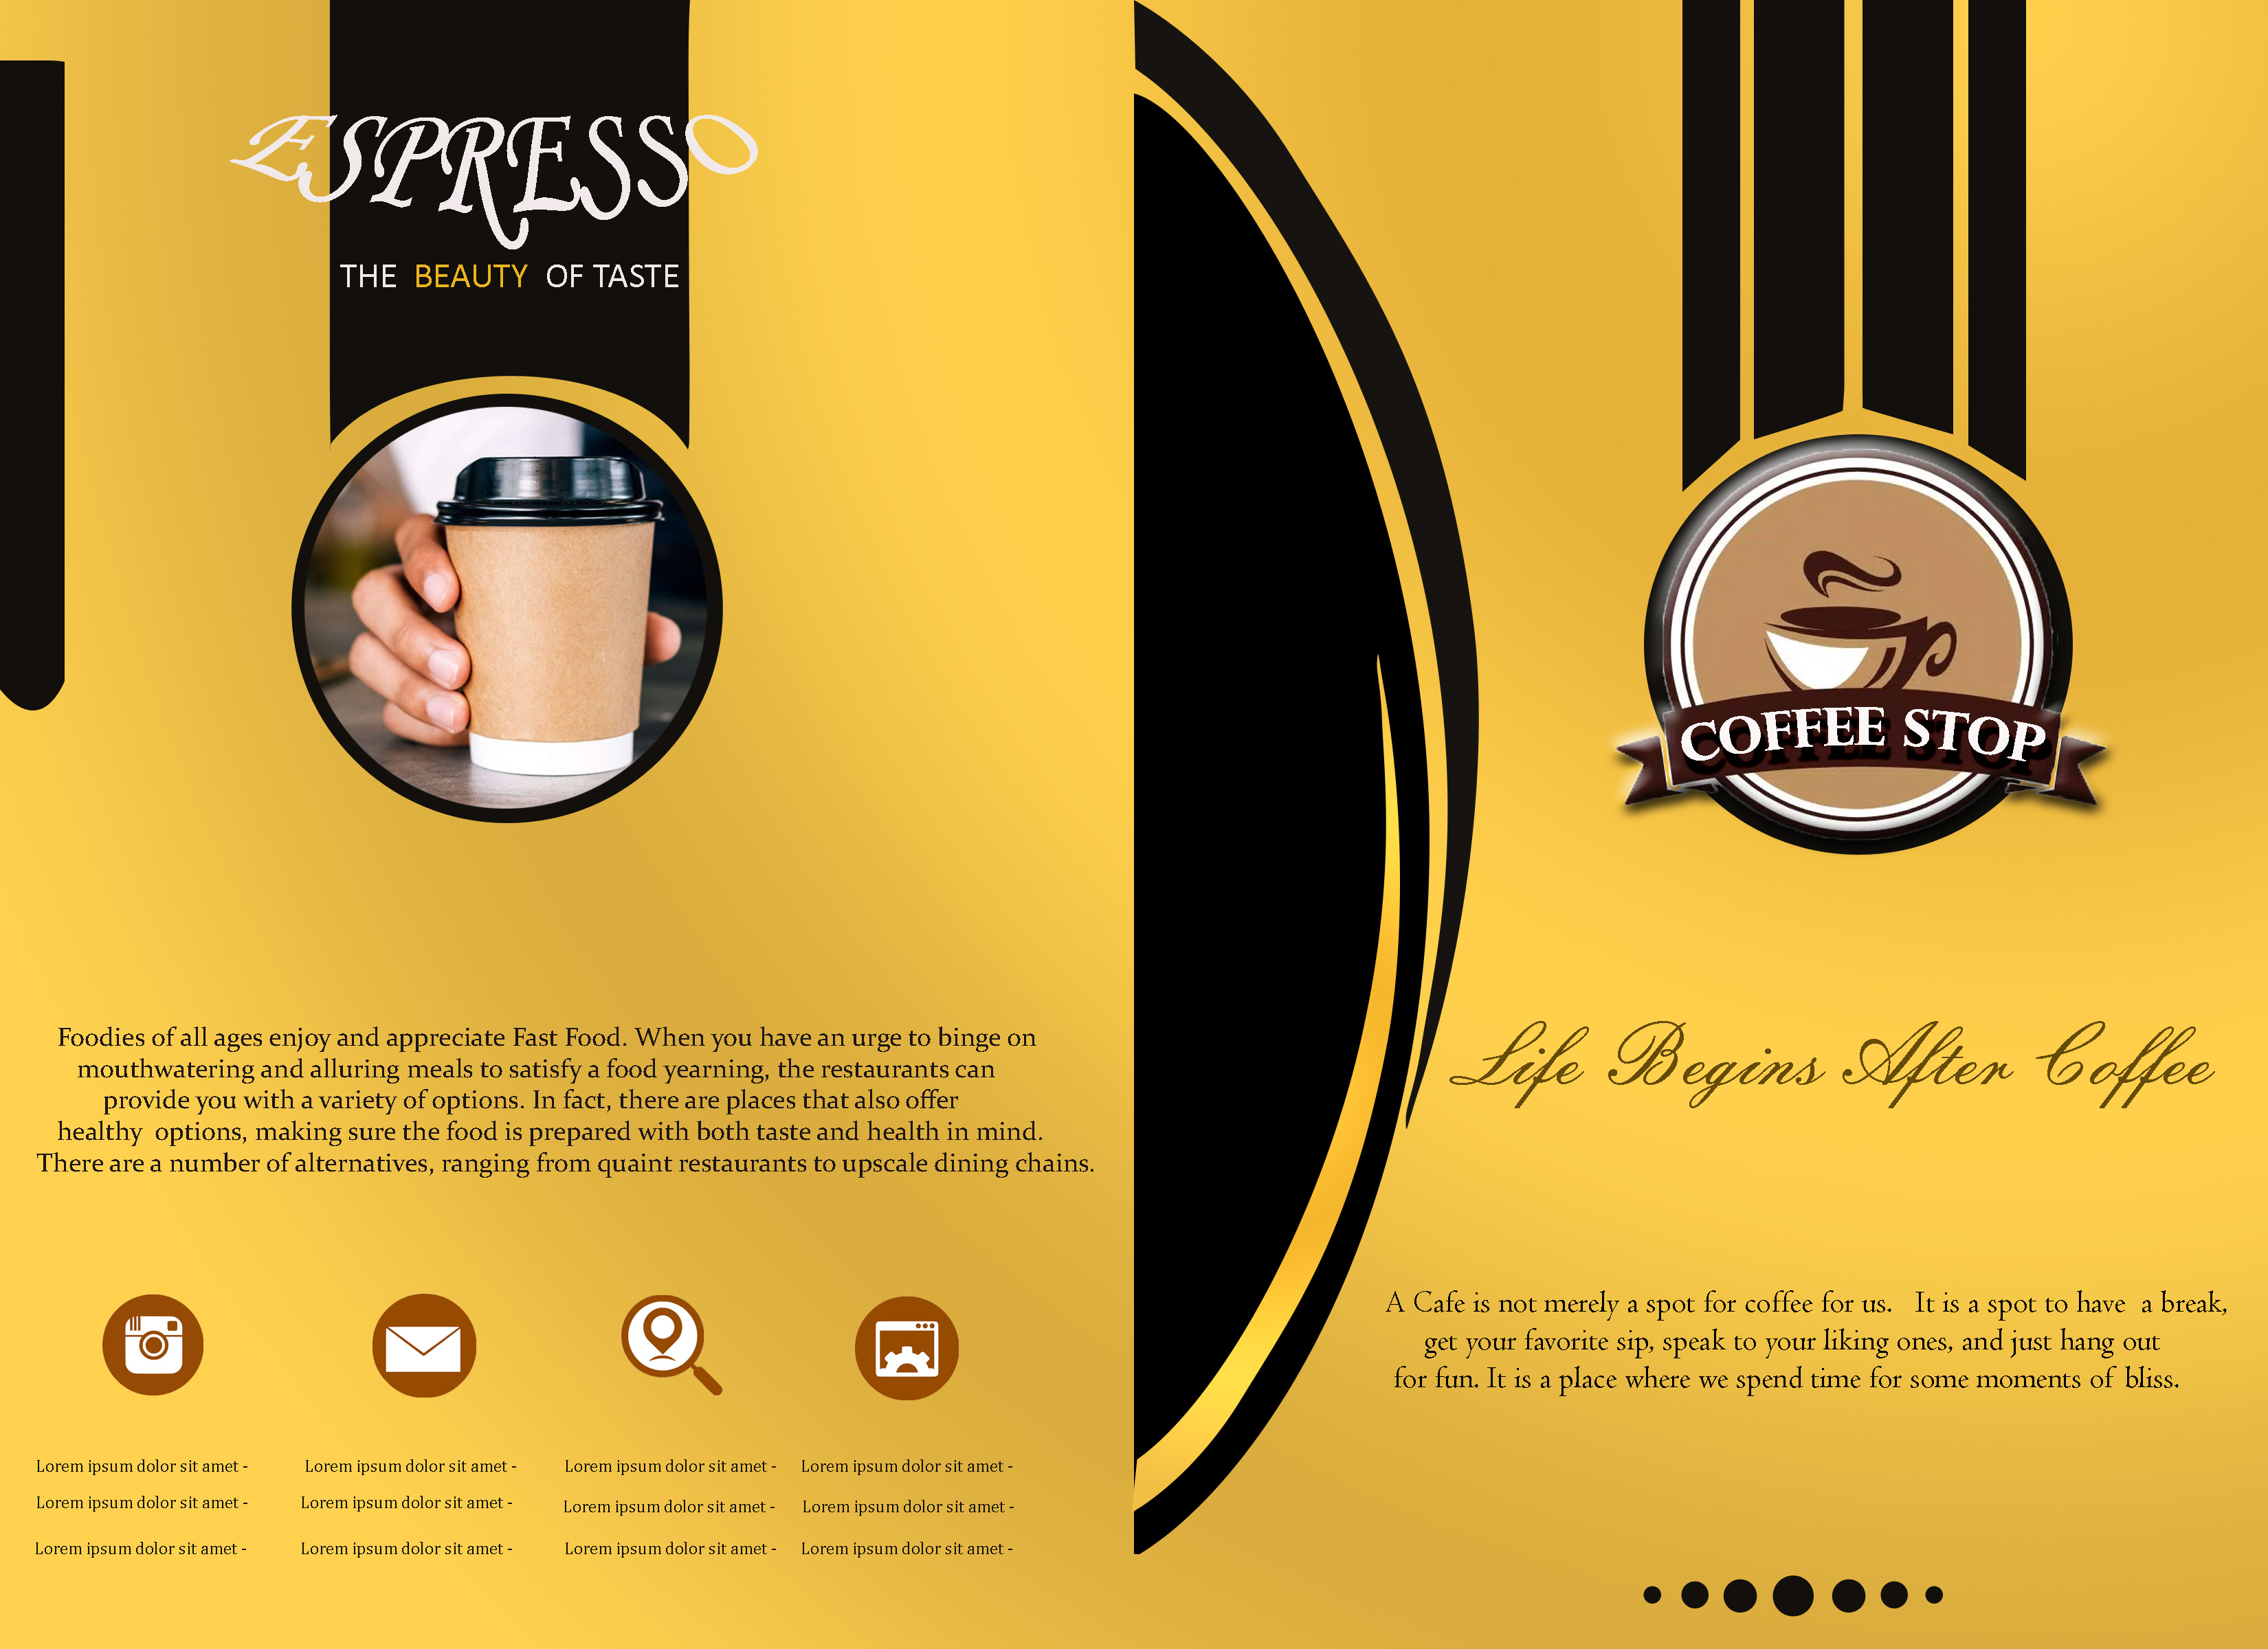 ESPRESSO
THE BEAUTY OF TASTE
Foodies of all ages enjoy and appreciate Fast Food. When you have an urge to binge on
mouthwatering and alluring meals to satisfy a food yearning, the restaurants can
provide you with a variety of options. In fact, there are places that also offer
healthy options, making sure the food is prepared with both taste and health in mind.
There are a number of alternatives, ranging from quaint restaurants to upscale dining chains.
Lorem ipsum dolor sit amet -
Lorem ipsum dolor sit amet -
Lorem ipsum dolor sit amet -
Lorem ipsum dolor sit amet -
Lorem ipsum dolor sit amet -
Lorem ipsum dolor sit amet -
Lorem ipsum dolor sit amet -
Lorem ipsum dolor sit amet -
Lorem ipsum dolor sit amet -
Lorem ipsum dolor sit amet -
Lorem ipsum dolor sit amet -
Lorem ipsum dolor sit amet -
COFFEE STOP
Life Begins After Coffee
A Cafe is not merely a spot for coffee for us. It is a spot to have a break,
get your favorite sip, speak to your liking ones, and just hang out
for fun. It is a place where we spend time for some moments of bliss.